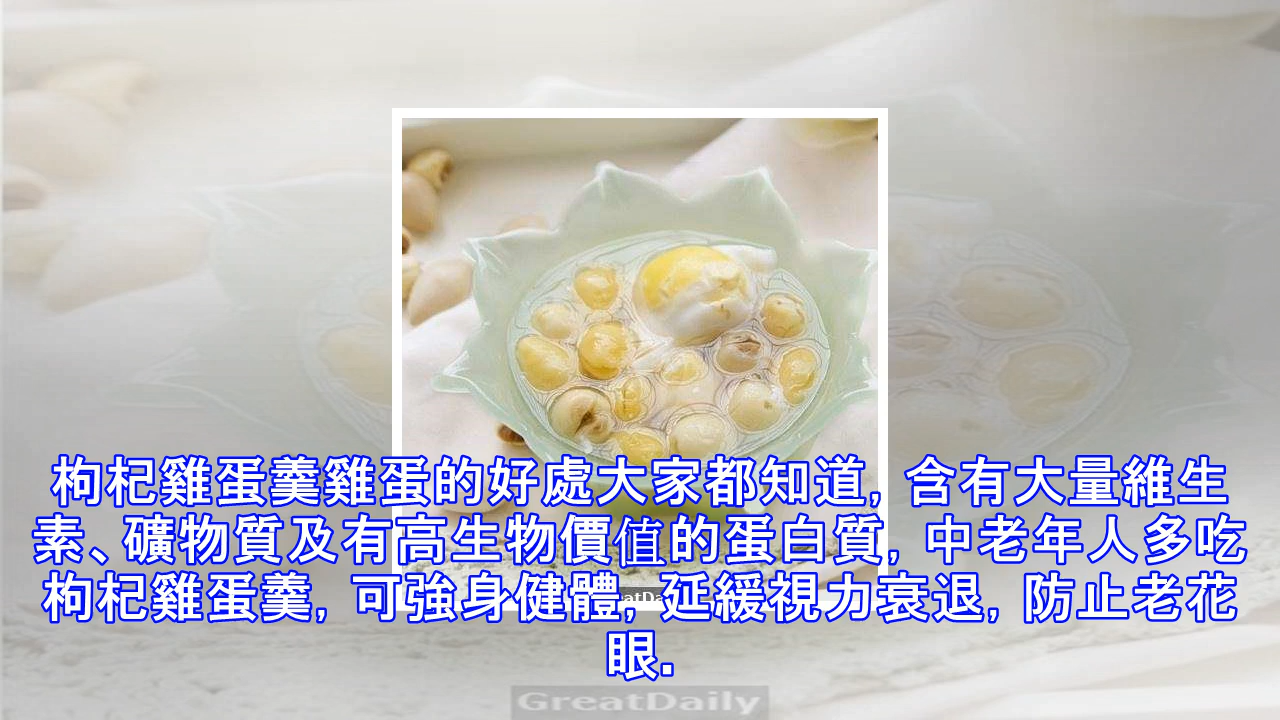 枸杞雞蛋羹雞蛋的好處大家都知道, 含有大量維生
素、礦物質及有高生物價值的蛋白質, 中老年人多吃
枸杞雞蛋羹, 可強身健體, 延緩視力衰退, 防止老花
眼.
GreatDaily